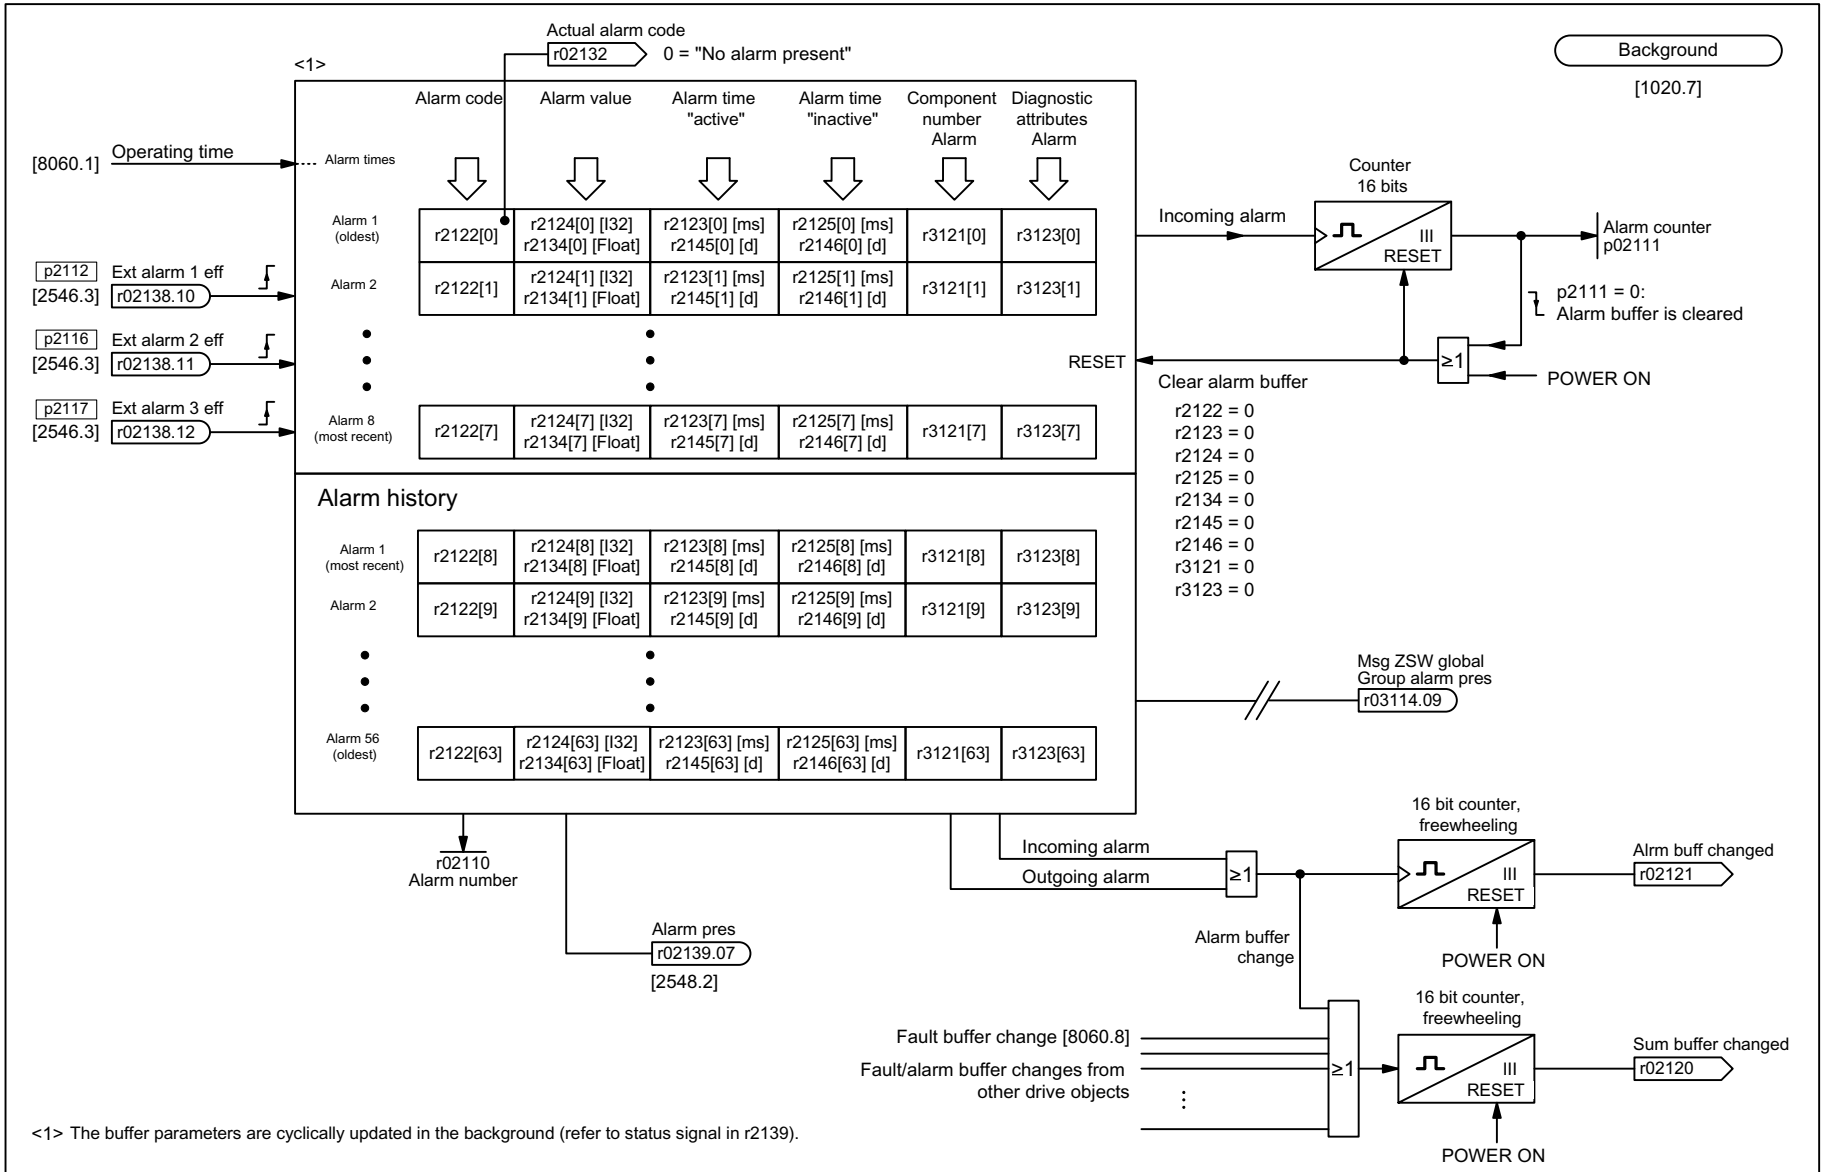 Actual alarm code
r02132
0 = "No alarm present"
Background
[1020.7]
<1>
Alarm code
Alarm value
Alarm time
"active"
Alarm time
"inactive"
Component
number
Alarm
Diagnostic
attributes
Alarm
[8060.1]
Operating time
Alarm times
Alarm 1
(oldest)
r2122[0]
r2124[0] [I32]
r2134[0] [Float]
r2123[0] [ms]
r2145[0] [d]
r2125[0] [ms]
r2146[0] [d]
r3121[0]
r3123[0]
p2112
Ext alarm 1 eff
[2546.3]
r02138.10
Alarm 2
r2122[1]
r2124[1] [I32]
r2134[1] [Float]
r2123[1] [ms]
r2145[1] [d]
r2125[1] [ms]
r2146[1] [d]
r3121[1]
r3123[1]
p2116
Ext alarm 2 eff
[2546.3]
r02138.11
p2117
Ext alarm 3 eff
[2546.3]
r02138.12
Alarm 8
(most recent)
r2122[7]
r2124[7] [I32]
r2134[7] [Float]
r2123[7] [ms]
r2145[7] [d]
r2125[7] [ms]
r2146[7] [d]
r3121[7]
r3123[7]
RESET
Incoming alarm
Counter
16 bits
III
RESET
Alarm counter
p02111
p2111 = 0:
Alarm buffer is cleared
≥1
POWER ON
Clear alarm buffer
r2122 = 0
r2123 = 0
r2124 = 0
r2125 = 0
r2134 = 0
r2145 = 0
r2146 = 0
r3121 = 0
r3123 = 0
Alarm history
Alarm 1
(most recent)
r2122[8]
r2124[8] [I32]
r2134[8] [Float]
r2123[8] [ms]
r2145[8] [d]
r2125[8] [ms]
r2146[8] [d]
r3121[8]
r3123[8]
Alarm 2
r2122[9]
r2124[9] [I32]
r2134[9] [Float]
r2123[9] [ms]
r2145[9] [d]
r2125[9] [ms]
r2146[9] [d]
r3121[9]
r3123[9]
Alarm 56
(oldest)
r2122[63]
r2124[63] [I32]
r2134[63] [Float]
r2123[63] [ms]
r2145[63] [d]
r2125[63] [ms]
r2146[63] [d]
r3121[63]
r3123[63]
Msg ZSW global
Group alarm pres
r03114.09
r02110
Alarm number
Alarm pres
r02139.07
[2548.2]
Incoming alarm
Outgoing alarm
≥1
16 bit counter,
freewheeling
III
RESET
POWER ON
Alrm buff changed
r02121
Alarm buffer
change
Fault buffer change [8060.8]
Fault/alarm buffer changes from
other drive objects
≥1
16 bit counter,
freewheeling
III
RESET
POWER ON
Sum buffer changed
r02120
<1> The buffer parameters are cyclically updated in the background (refer to status signal in r2139).